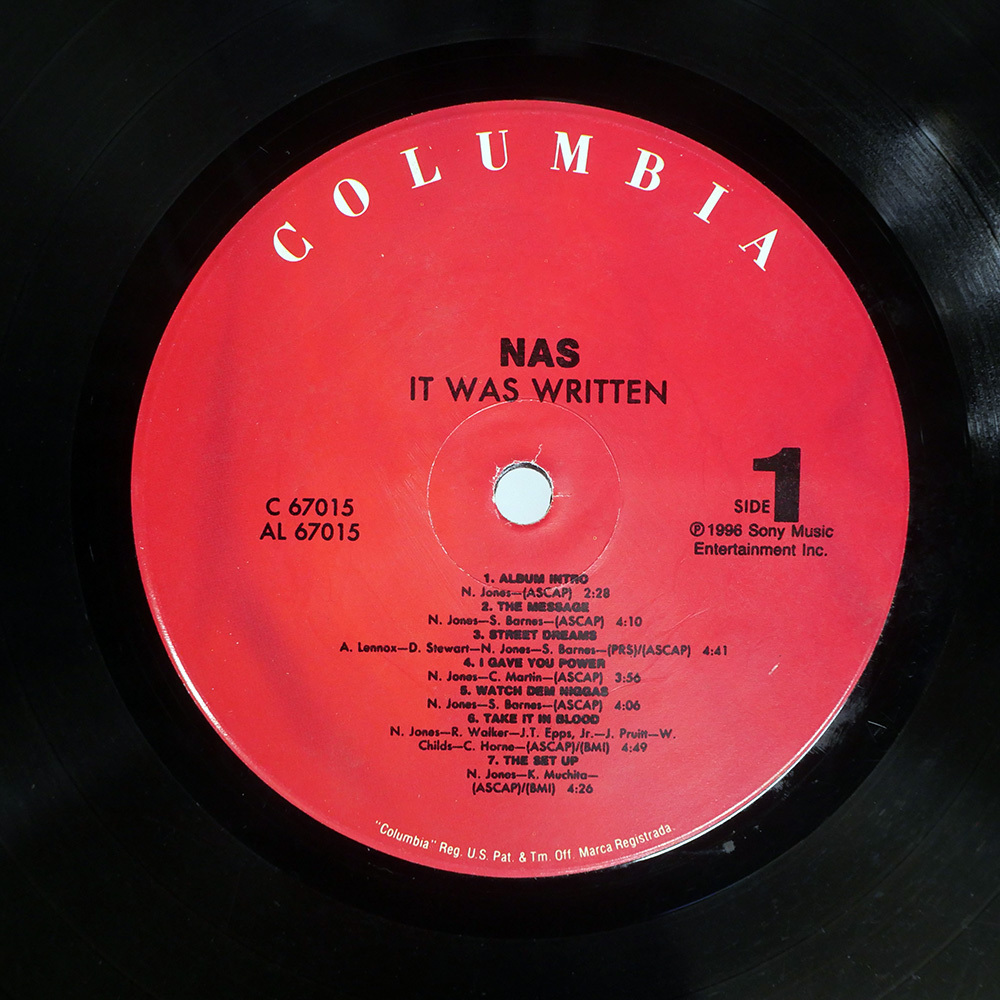 COLUMBIA
NAS
IT WAS WRITTEN
C 67015
AL 67015
SIDE 1
℗ 1996 Sony Music
Entertainment Inc.
1. ALBUM INTRO
N. Jones—(ASCAP) 2:28
2. THE MESSAGE
N. Jones—S. Barnes—(ASCAP) 4:10
3. STREET DREAMS
A. Lennox—D. Stewart—N. Jones—S. Barnes—(PRS)/(ASCAP) 4:41
4. I GAVE YOU POWER
N. Jones—C. Martin—(ASCAP) 3:56
5. WATCH DEM NIGGAS
N. Jones—S. Barnes—(ASCAP) 4:06
6. TAKE IT IN BLOOD
N. Jones—R. Walker—J.T. Epps, Jr.—J. Pruitt—W.
Childs—C. Horne—(ASCAP)/(BMI) 4:49
7. THE SET UP
N. Jones—K. Muchita—
(ASCAP)/(BMI) 4:26
"Columbia" Reg. U.S. Pat. & Tm. Off. Marca Registrada.